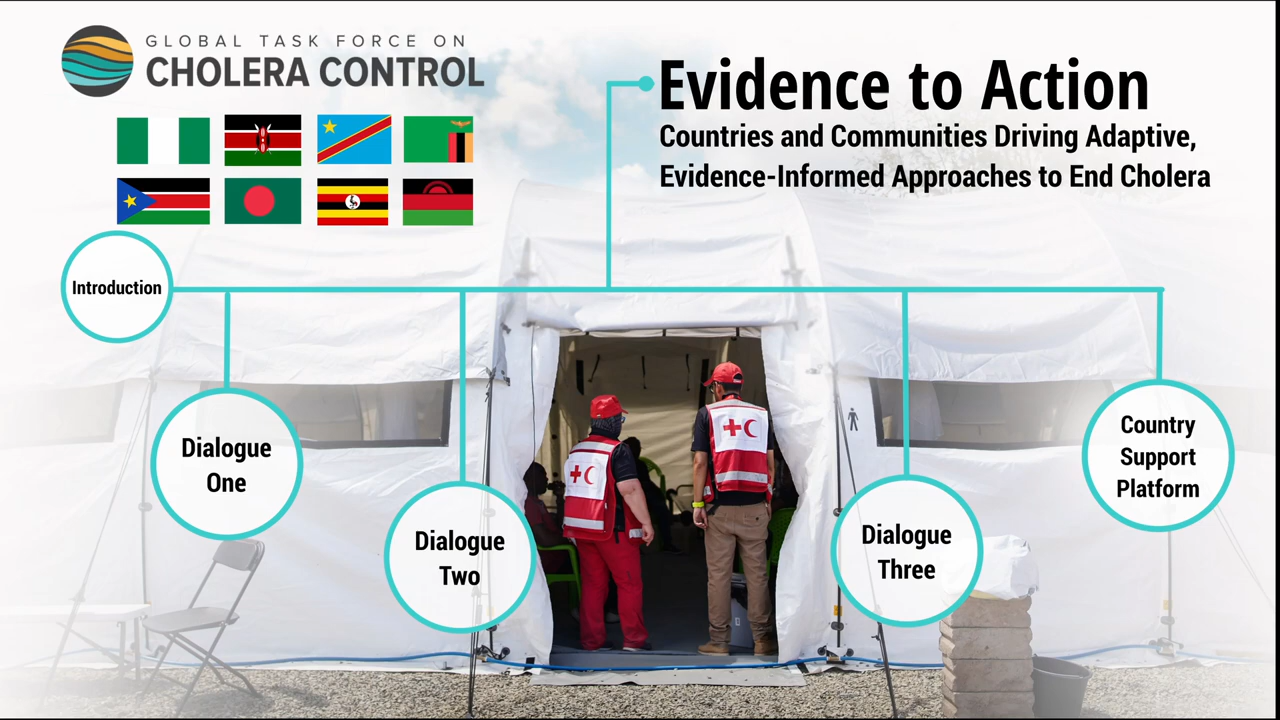 GLOBAL TASK FORCE ON
CHOLERA CONTROL
Evidence to Action
Countries and Communities Driving Adaptive,
Evidence-Informed Approaches to End Cholera
Introduction
Dialogue
One
Dialogue
Two
Dialogue
Three
Country
Support
Platform